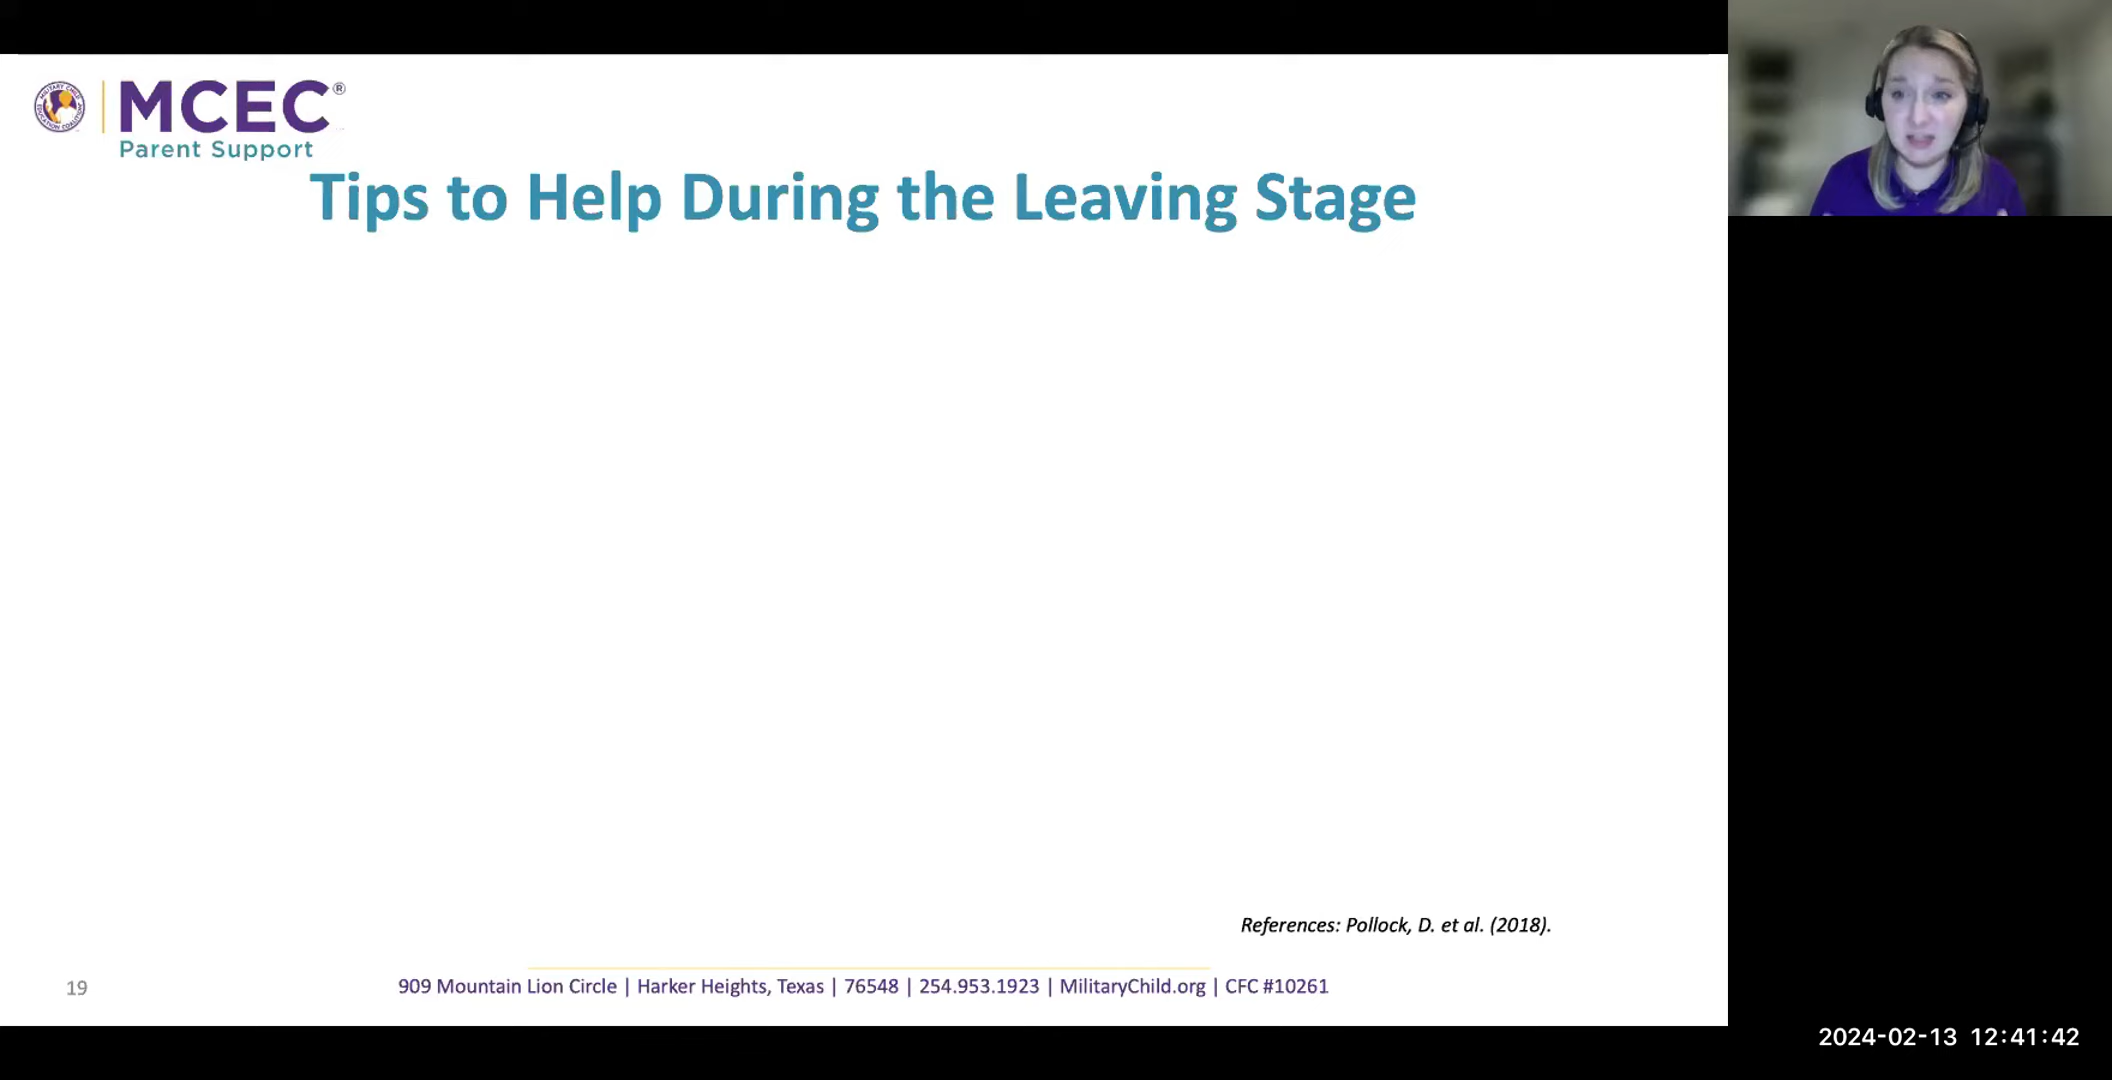 MCEC®
Parent Support
Tips to Help During the Leaving Stage
References: Pollock, D. et al. (2018).
19
909 Mountain Lion Circle | Harker Heights, Texas | 76548 | 254.953.1923 | MilitaryChild.org | CFC #10261
2024-02-13 12:41:42